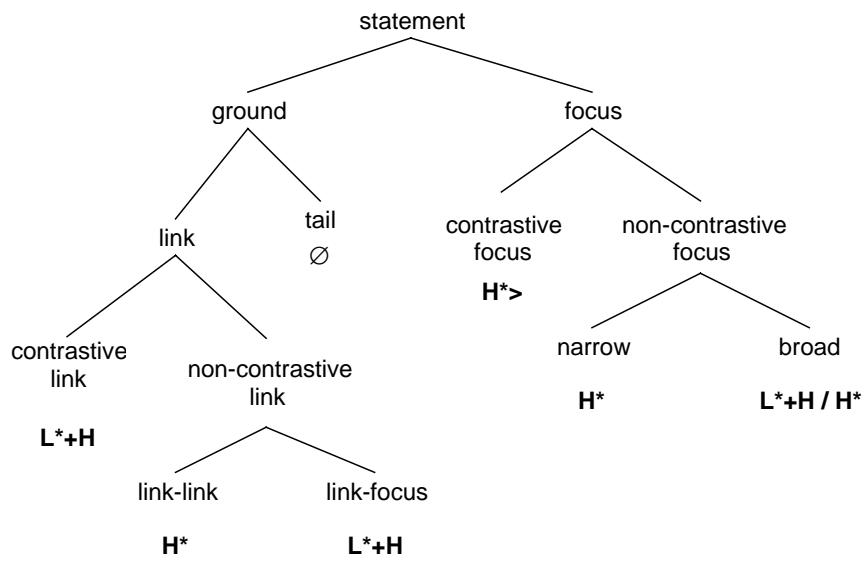 statement
ground
focus
link
tail
∅
contrastive
focus
H*>
non-contrastive
focus
contrastive
link
L*+H
non-contrastive
link
narrow
H*
broad
L*+H / H*
link-link
H*
link-focus
L*+H